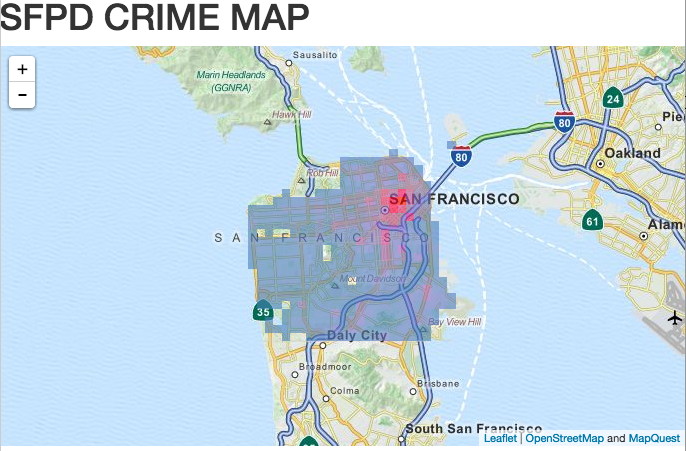 SFPD CRIME MAP
+
-
Sausalito
Marin Headlands
(GGNRA)
Hawk Hill
24
Pie
80
Oakland
80
Rob Hill
SAN FRANCISCO
61
SAN FRANCISCO
Alam
Mount Davidson
35
Bay View Hill
Daly City
Broadmoor
Colma
Brisbane
South San Francisco
Leaflet | OpenStreetMap and MapQuest